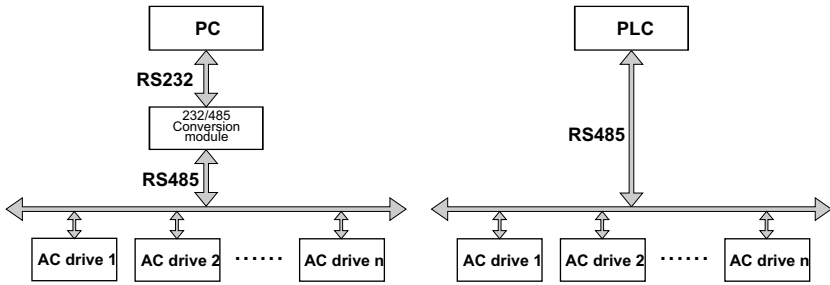 PC
RS232
232/485
Conversion
module
RS485
AC drive 1
AC drive 2
······
AC drive n
PLC
RS485
AC drive 1
AC drive 2
······
AC drive n